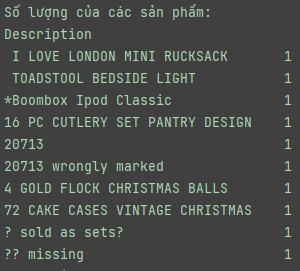 Số lượng của các sản phẩm:
Description
I LOVE LONDON MINI RUCKSACK 1
TOADSTOOL BEDSIDE LIGHT 1
*Boombox Ipod Classic 1
16 PC CUTLERY SET PANTRY DESIGN 1
20713 1
20713 wrongly marked 1
4 GOLD FLOCK CHRISTMAS BALLS 1
72 CAKE CASES VINTAGE CHRISTMAS 1
? sold as sets? 1
?? missing 1